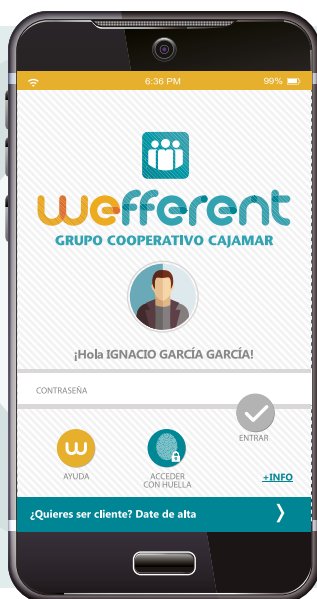 6:36 PM 99%
wefferent
GRUPO COOPERATIVO CAJAMAR
¡Hola IGNACIO GARCÍA GARCÍA!
CONTRASEÑA
ENTRAR
w
AYUDA
ACCEDER
CON HUELLA
+INFO
¿Quieres ser cliente? Date de alta